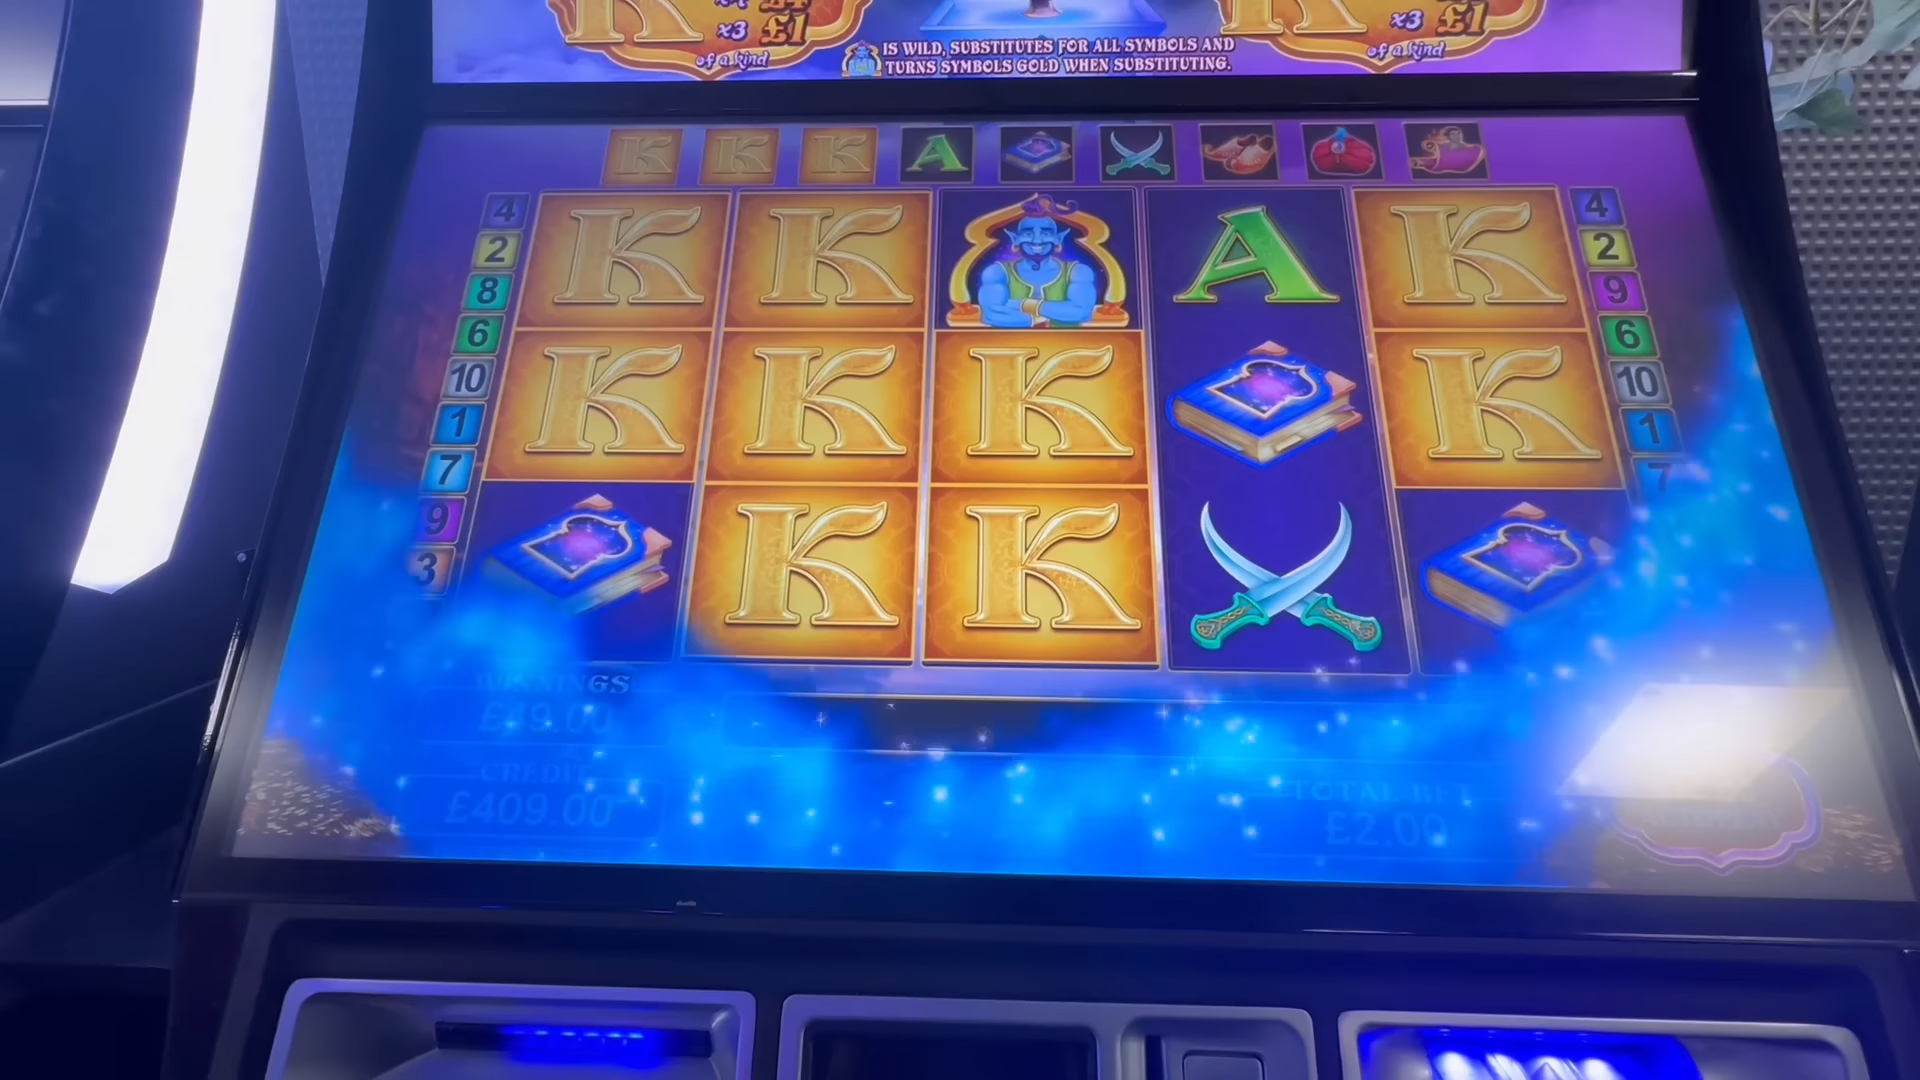 K
x3 £1
of a kind
K
x3 £1
of a kind
IS WILD, SUBSTITUTES FOR ALL SYMBOLS AND
TURNS SYMBOLS GOLD WHEN SUBSTITUTING.
K K K A
4 K K A K 4
2 2
8 9
6 6
10 K K K K 10
1 1
7 7
9
3 K K
WINNINGS
£49.00
CREDIT
£409.00
TOTAL BET
£2.00